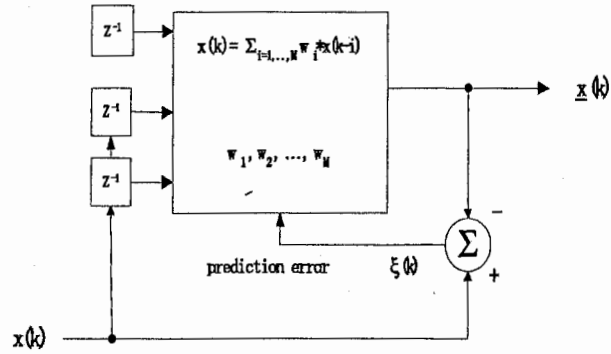 Z⁻¹
x(k)= Σi=1,..,M wi*x(k-i)
x(k)
Z⁻¹
w1, w2, ..., wM
Z⁻¹
−
Σ
prediction error
ξ(k)
+
x(k)